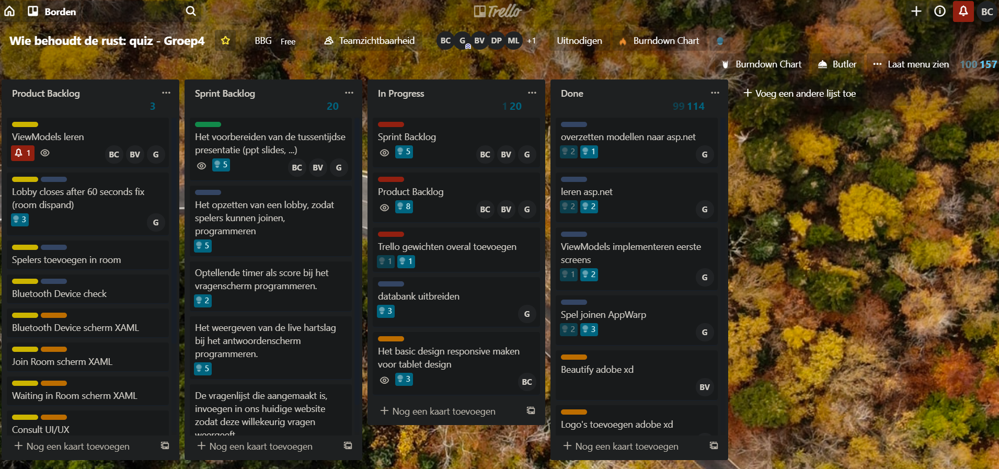 Borden
Trello
BC
Wie behoudt de rust: quiz - Groep4
BBG Free
Teamzichtbaarheid
BC G BV DP ML +1
Uitnodigen
Burndown Chart
Burndown Chart
Butler
Laat menu zien
100 157
Product Backlog
3
ViewModels leren
1
BC BV G
Lobby closes after 60 seconds fix
(room dispand)
3
G
Spelers toevoegen in room
Bluetooth Device check
Bluetooth Device scherm XAML
Join Room scherm XAML
Waiting in Room scherm XAML
Consult UI/UX
Nog een kaart toevoegen
Sprint Backlog
20
Het voorbereiden van de tussentijdse
presentatie (ppt slides, ...)
5
BC BV G
Het opzetten van een lobby, zodat
spelers kunnen joinen,
programmeren
5
Optellende timer als score bij het
vragenscherm programmeren.
2
Het weergeven van de live hartslag
bij het antwoordenscherm
programmeren.
5
De vragenlijst die aangemaakt is,
invoegen in ons huidige website
zodat deze willekeurig vragen
weergeeft
Nog een kaart toevoegen
In Progress
1 20
Sprint Backlog
5
BC BV G
Product Backlog
8
BC BV G
Trello gewichten overal toevoegen
1 1
databank uitbreiden
3
G
Het basic design responsive maken
voor tablet design
3
BC
Nog een kaart toevoegen
Done
99 114
overzetten modellen naar asp.net
2 1
G
leren asp.net
2 2
G
ViewModels implementeren eerste
screens
1 2
G
Spel joinen AppWarp
2 3
G
Beautify adobe xd
BV
Logo's toevoegen adobe xd
Nog een kaart toevoegen
Voeg een andere lijst toe